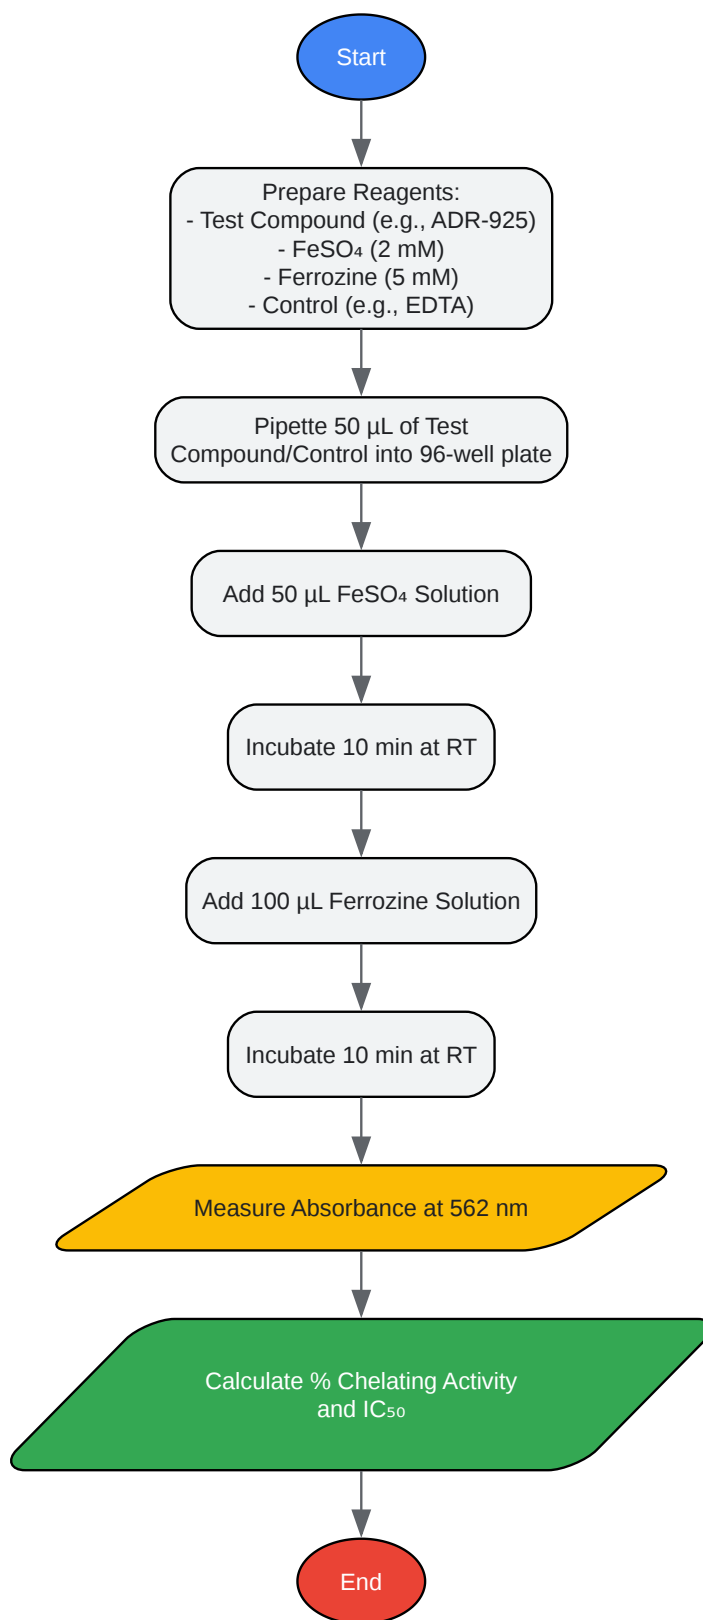 Start
Prepare Reagents:
- Test Compound (e.g., ADR-925)
- FeSO₄ (2 mM)
- Ferrozine (5 mM)
- Control (e.g., EDTA)
Pipette 50 µL of Test
Compound/Control into 96-well plate
Add 50 µL FeSO₄ Solution
Incubate 10 min at RT
Add 100 µL Ferrozine Solution
Incubate 10 min at RT
Measure Absorbance at 562 nm
Calculate % Chelating Activity
and IC₅₀
End